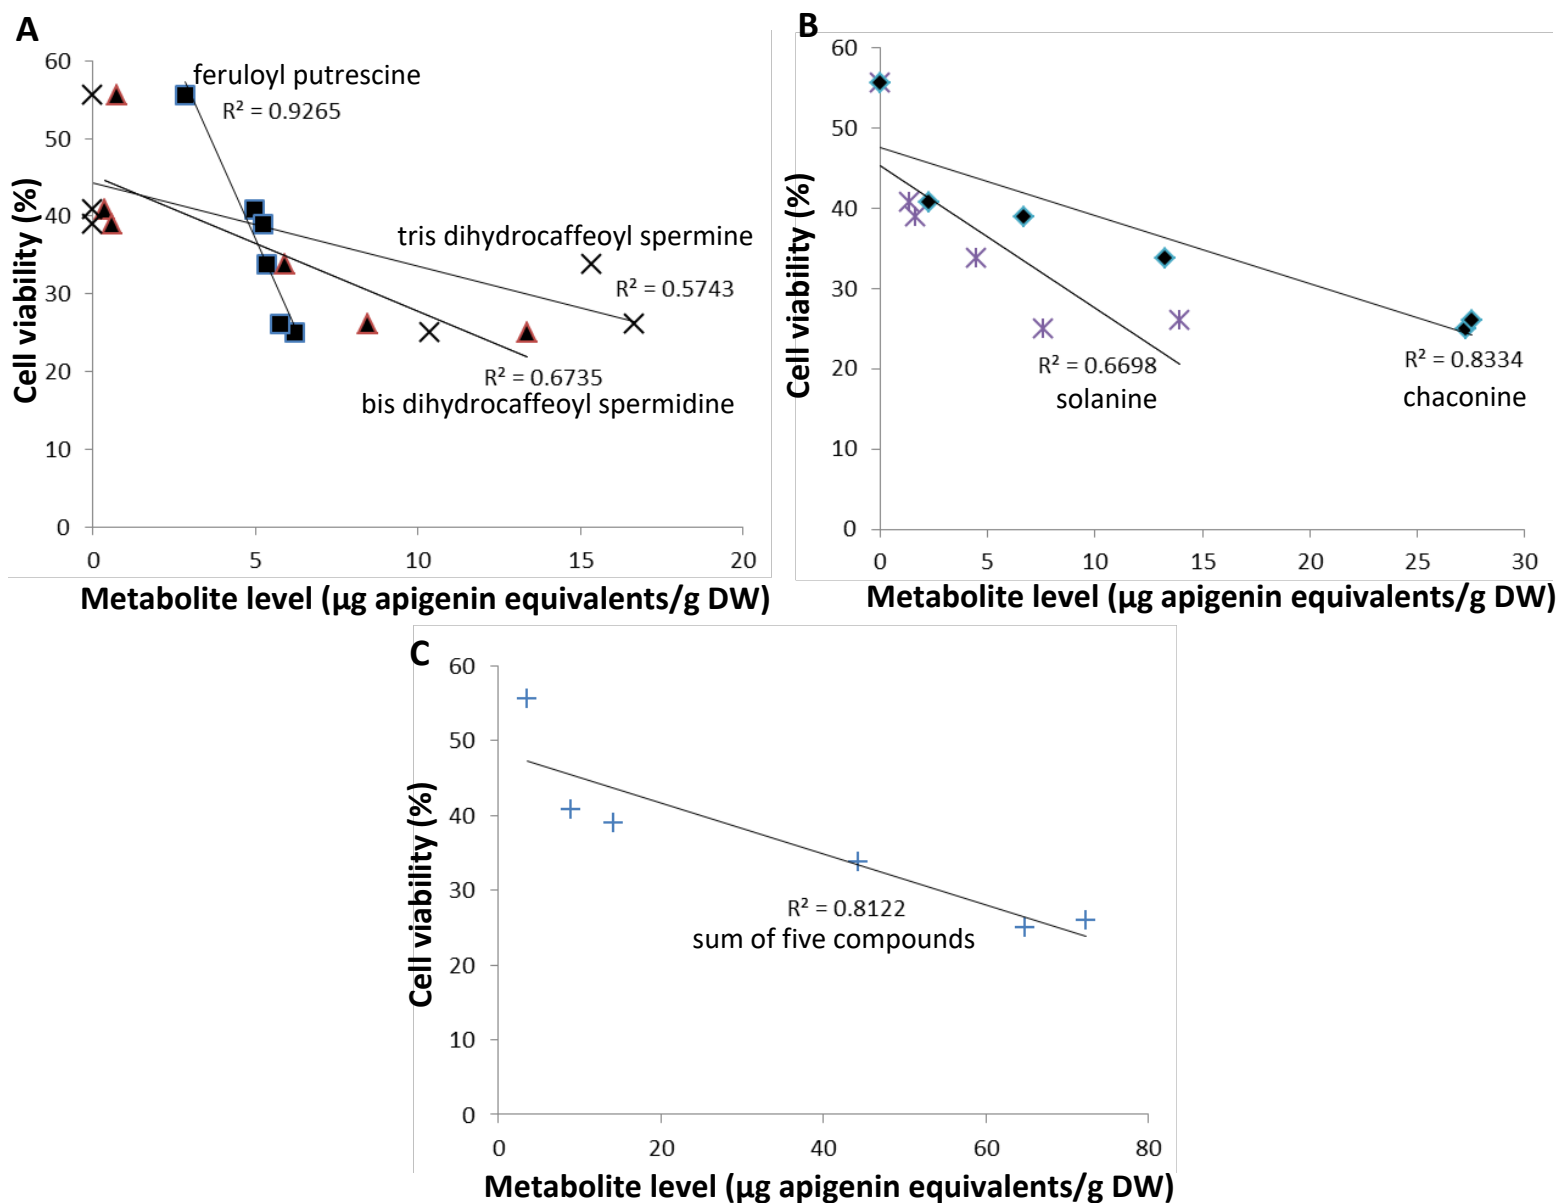 A
60
50
40
30
20
10
0
0 5 10 15 20
Cell viability (%)
feruloyl putrescine
R² = 0.9265
tris dihydrocaffeoyl spermine
R² = 0.5743
R² = 0.6735
bis dihydrocaffeoyl spermidine
Metabolite level (µg apigenin equivalents/g DW)
B
60
50
40
30
20
10
0
0 5 10 15 20 25 30
Cell viability (%)
R² = 0.6698
solanine
R² = 0.8334
chaconine
Metabolite level (µg apigenin equivalents/g DW)
C
60
50
40
30
20
10
0
0 20 40 60 80
Cell viability (%)
R² = 0.8122
sum of five compounds
Metabolite level (µg apigenin equivalents/g DW)